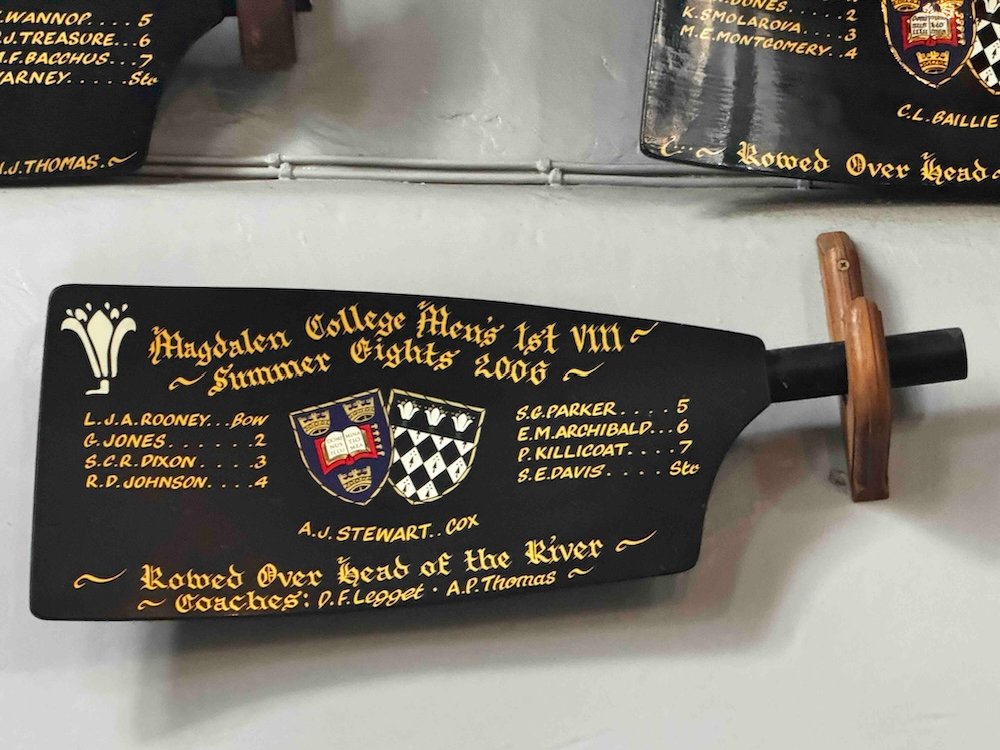 WANNOP.....5
J.TREASURE...6
F.BACCHUS...7
VARNEY.....Str
J.THOMAS.~
2
K.SMOLAROVA....3
M.E.MONTGOMERY..4
C.L.BAILLIE
~ Rowed Over Head
Magdalen College Men's 1st VIII ~
~ Summer Eights 2006 ~
L.J.A.ROONEY...Bow
G.JONES.......2
S.C.R.DIXON.....3
R.D.JOHNSON....4
S.G.PARKER....5
E.M.ARCHIBALD...6
P.KILLICOAT....7
S.E.DAVIS.....Str
A.J.STEWART..COX
~ Rowed Over Head of the River ~
~ Coaches: D.F.Legget · A.P.Thomas ~